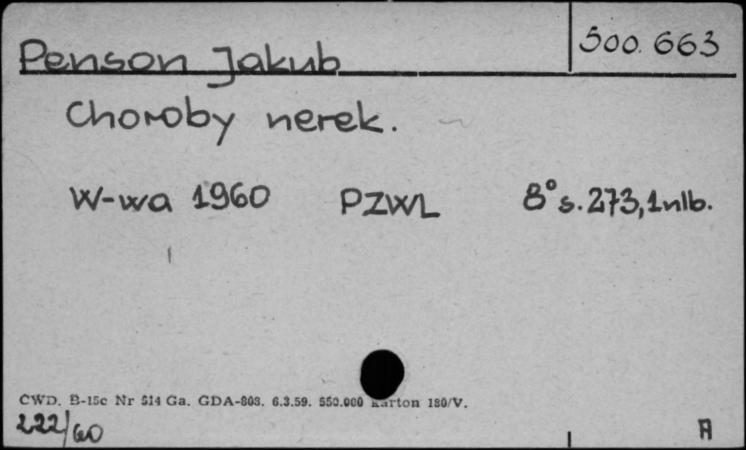 Penson Jakub
500.663
Choroby nerek.
W-wa 1960 PZWL 8° s. 273, 1 nlb.
CWD. B-15c Nr 514 Ga. GDA-808. 6.3.59. 550.000 Karton 180/V.
222/60
A